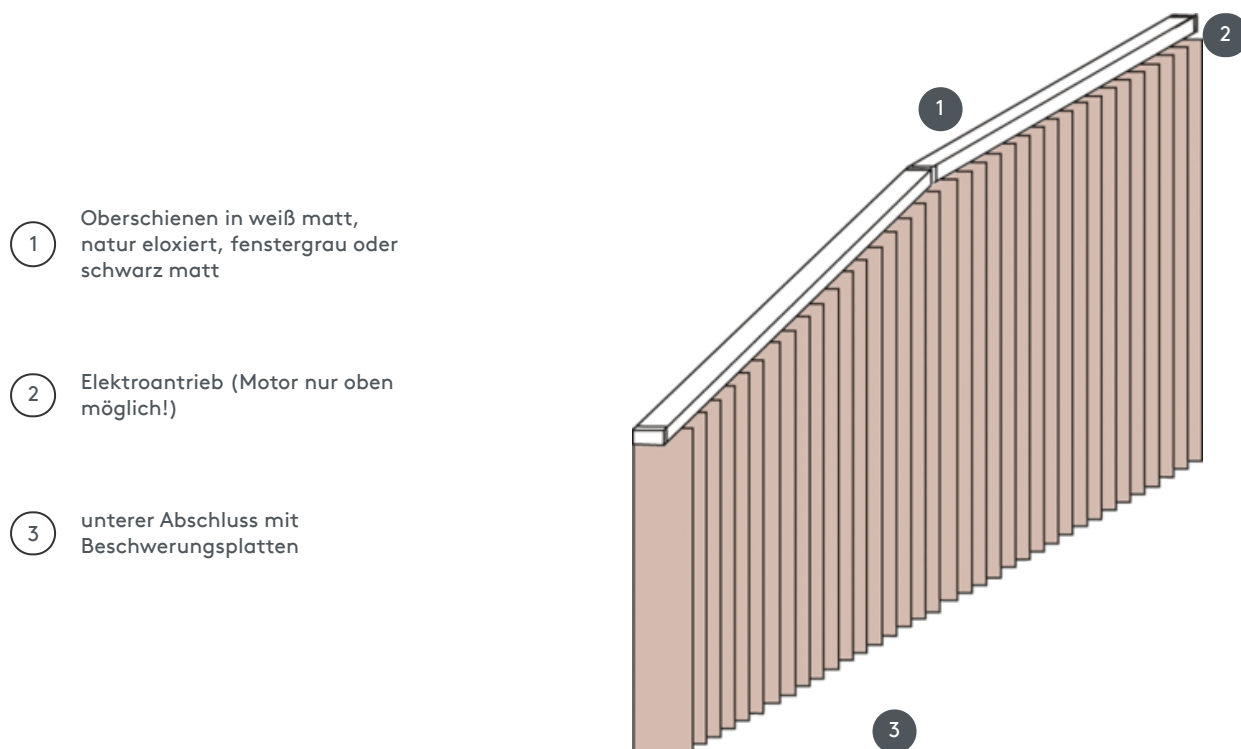 1
Oberschienen in weiß matt,
natur eloxiert, fenstergrau oder
schwarz matt
2
Elektroantrieb (Motor nur oben
möglich!)
3
unterer Abschluss mit
Beschwerungsplatten
2
1
3